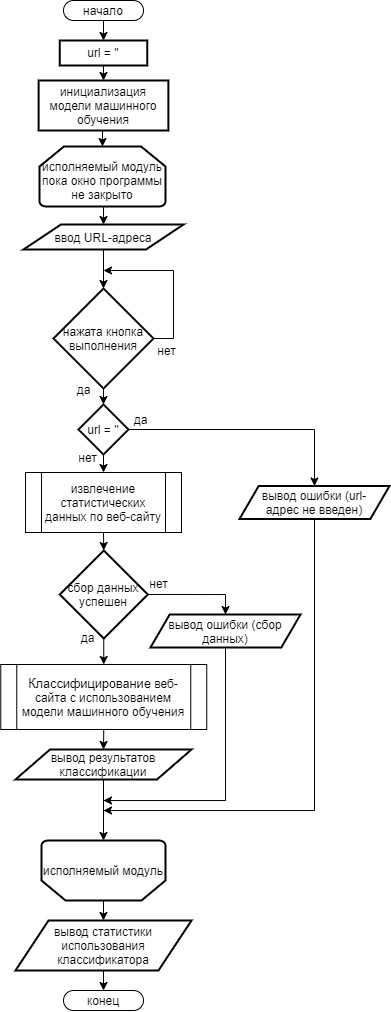 начало
url = ''
инициализация
модели машинного
обучения
исполняемый модуль
пока окно программы
не закрыто
ввод URL-адреса
нажата кнопка
выполнения
нет
да
url = ''
да
нет
извлечение
статистических
данных по веб-сайту
вывод ошибки (url-
адрес не введен)
сбор данных
успешен
нет
да
вывод ошибки (сбор
данных)
Классифицирование веб-
сайта с использованием
модели машинного обучения
вывод результатов
классификации
исполняемый модуль
вывод статистики
использования
классификатора
конец